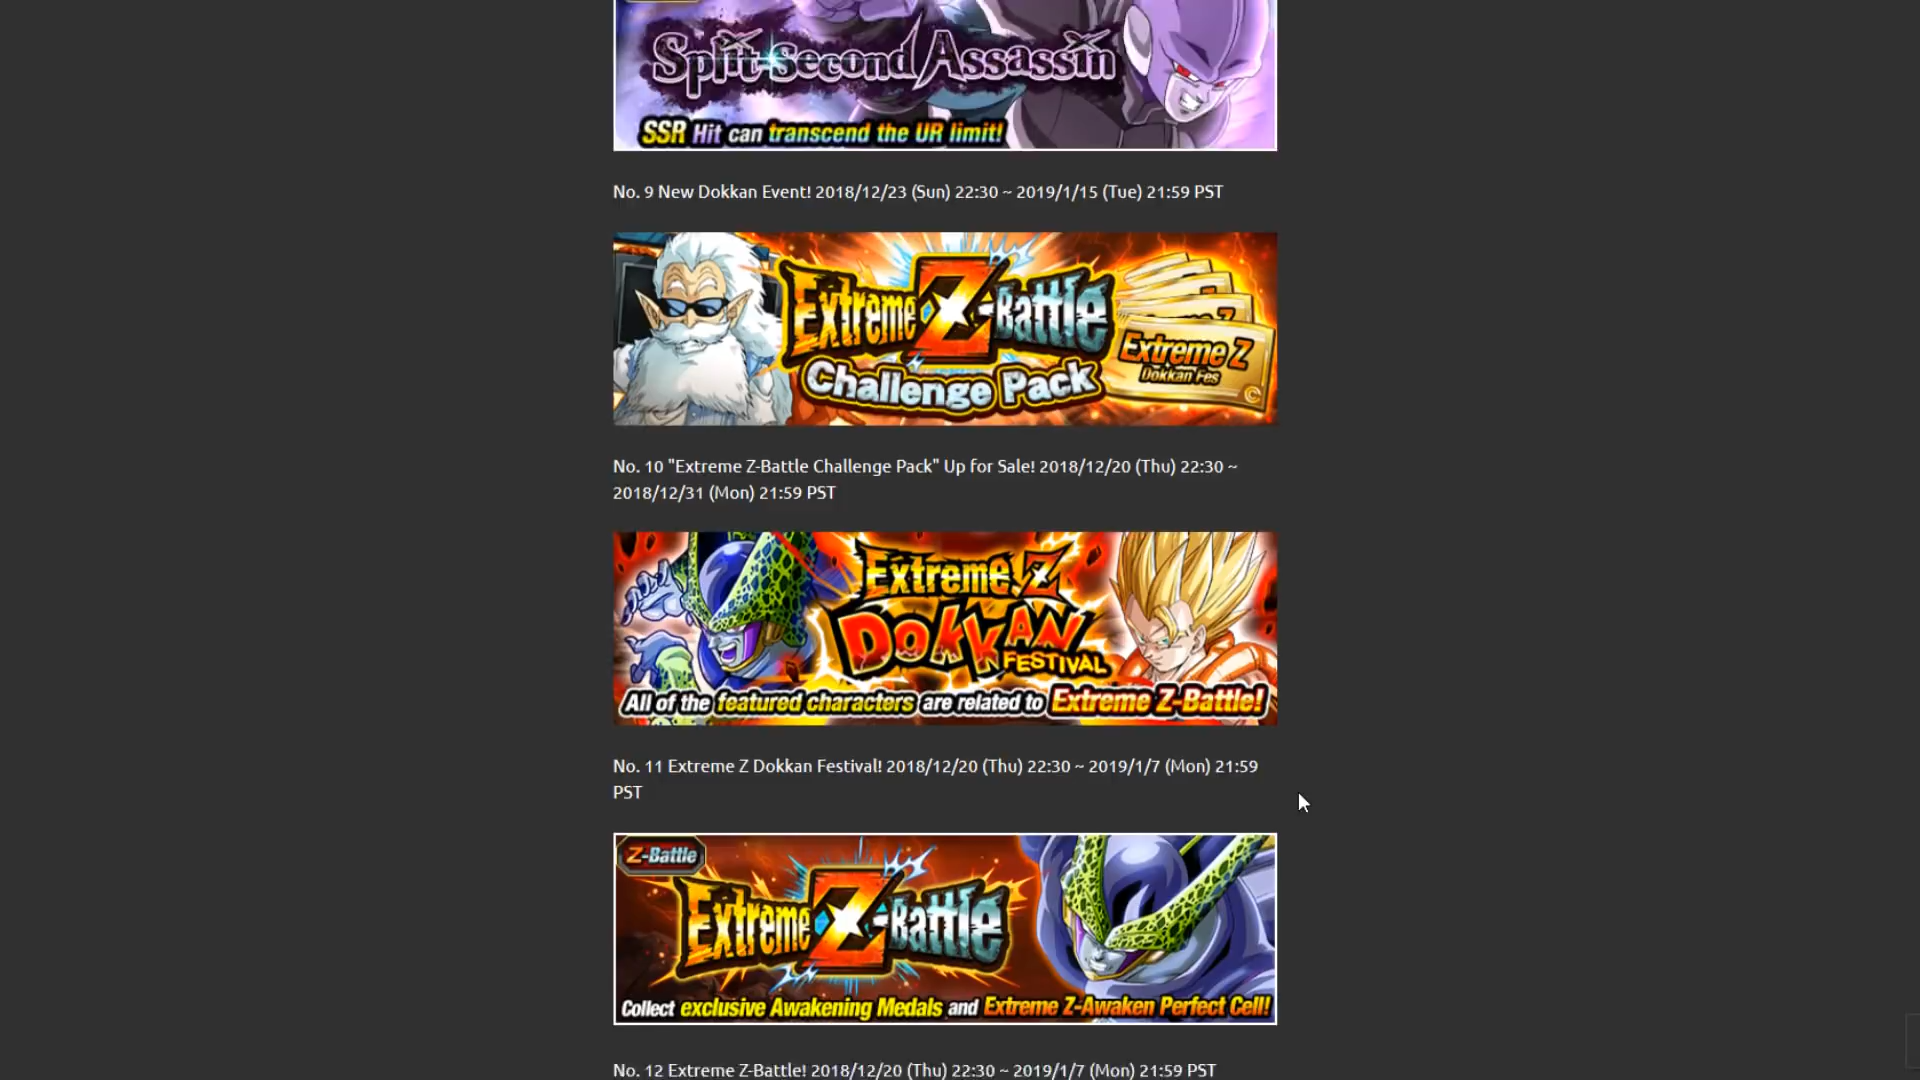 Split-Second Assassin
SSR Hit can transcend the UR limit!
No. 9 New Dokkan Event! 2018/12/23 (Sun) 22:30 ~ 2019/1/15 (Tue) 21:59 PST
Extreme Z-Battle
Challenge Pack
Extreme Z
Dokkan Fes
No. 10 "Extreme Z-Battle Challenge Pack" Up for Sale! 2018/12/20 (Thu) 22:30 ~
2018/12/31 (Mon) 21:59 PST
Extreme Z
DOKKAN
FESTIVAL
All of the featured characters are related to Extreme Z-Battle!
No. 11 Extreme Z Dokkan Festival! 2018/12/20 (Thu) 22:30 ~ 2019/1/7 (Mon) 21:59
PST
Z-Battle
Extreme Z-Battle
Collect exclusive Awakening Medals and Extreme Z-Awaken Perfect Cell!
No. 12 Extreme Z-Battle! 2018/12/20 (Thu) 22:30 ~ 2019/1/7 (Mon) 21:59 PST